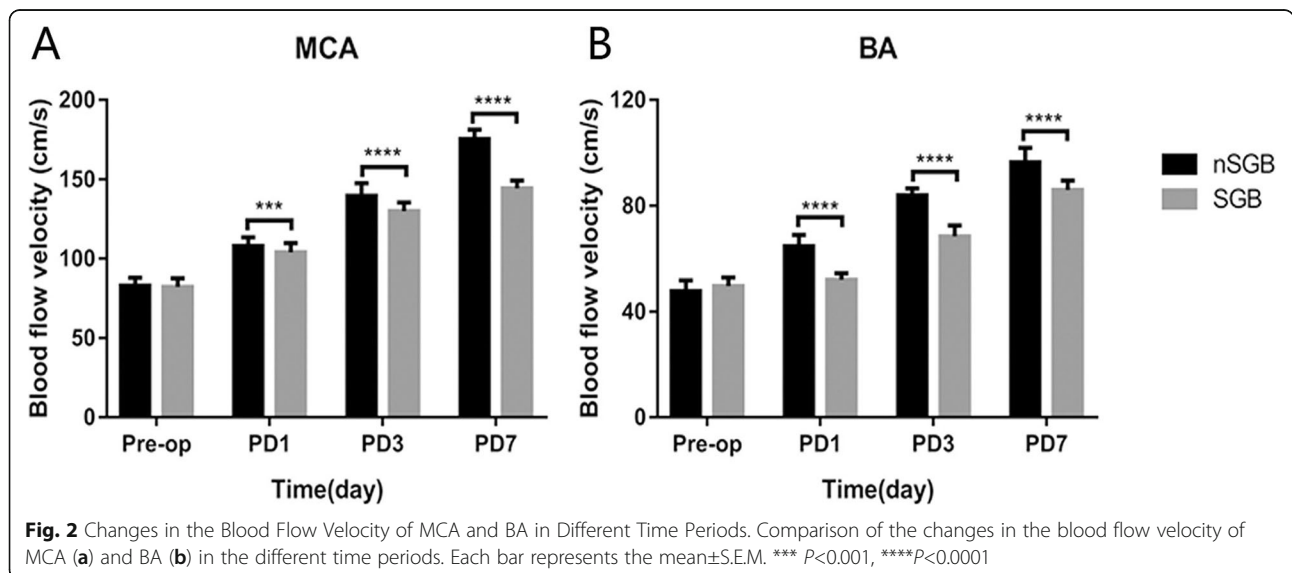 A
MCA
B
BA
Blood flow velocity (cm/s)
200
150
100
50
0
***
****
****
Pre-op PD1 PD3 PD7
Time(day)
Blood flow velocity (cm/s)
120
80
40
0
****
****
****
Pre-op PD1 PD3 PD7
Time(day)
nSGB
SGB
Fig. 2 Changes in the Blood Flow Velocity of MCA and BA in Different Time Periods. Comparison of the changes in the blood flow velocity of
MCA (a) and BA (b) in the different time periods. Each bar represents the mean±S.E.M. *** P<0.001, ****P<0.0001